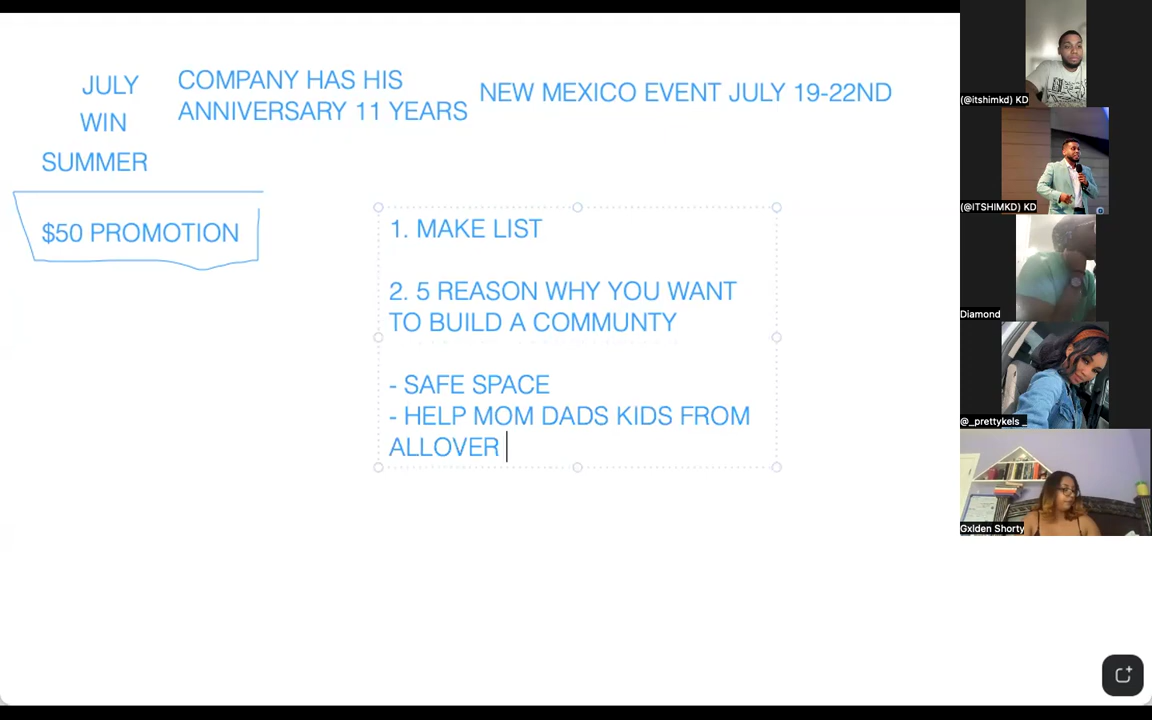 JULY
WIN
SUMMER
COMPANY HAS HIS
ANNIVERSARY 11 YEARS
NEW MEXICO EVENT JULY 19-22ND
$50 PROMOTION
1. MAKE LIST
2. 5 REASON WHY YOU WANT
TO BUILD A COMMUNTY
- SAFE SPACE
- HELP MOM DADS KIDS FROM
ALLOVER
(@itshimkd) KD
(@ITSHIMKD) KD
Diamond
@_prettykels_
Gxlden Shorty